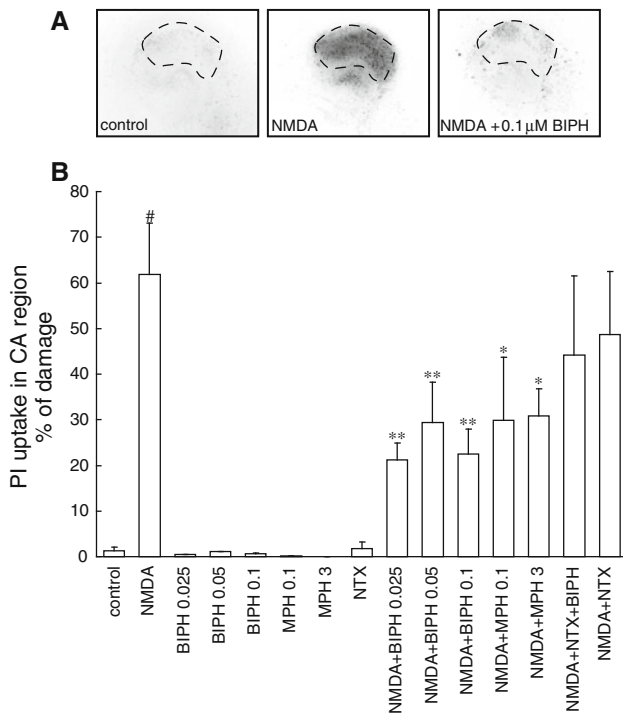 A
control
NMDA
NMDA +0.1µM BIPH
B
PI uptake in CA region
% of damage
80
70
60
50
40
30
20
10
0
#
**
**
**
*
*
control
NMDA
BIPH 0.025
BIPH 0.05
BIPH 0.1
MPH 0.1
MPH 3
NTX
NMDA+BIPH 0.025
NMDA+BIPH 0.05
NMDA+BIPH 0.1
NMDA+MPH 0.1
NMDA+MPH 3
NMDA+NTX+BIPH
NMDA+NTX